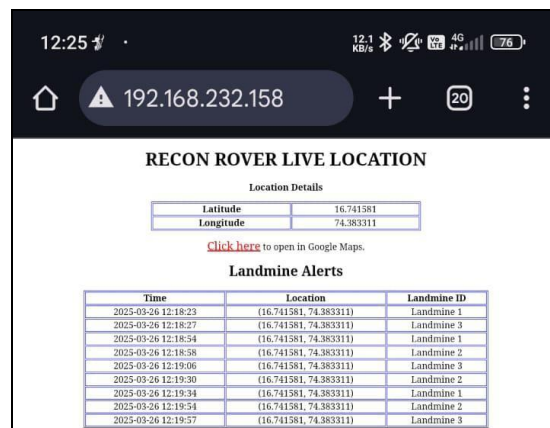 12:25
12.1 KB/s Vo LTE 4G 76
192.168.232.158 20
RECON ROVER LIVE LOCATION
Location Details
Latitude 16.741581
Longitude 74.383311
Click here to open in Google Maps.
Landmine Alerts
Time Location Landmine ID
2025-03-26 12:18:23 (16.741581, 74.383311) Landmine 1
2025-03-26 12:18:27 (16.741581, 74.383311) Landmine 3
2025-03-26 12:18:54 (16.741581, 74.383311) Landmine 1
2025-03-26 12:18:58 (16.741581, 74.383311) Landmine 2
2025-03-26 12:19:06 (16.741581, 74.383311) Landmine 3
2025-03-26 12:19:30 (16.741581, 74.383311) Landmine 2
2025-03-26 12:19:34 (16.741581, 74.383311) Landmine 1
2025-03-26 12:19:54 (16.741581, 74.383311) Landmine 2
2025-03-26 12:19:57 (16.741581, 74.383311) Landmine 3